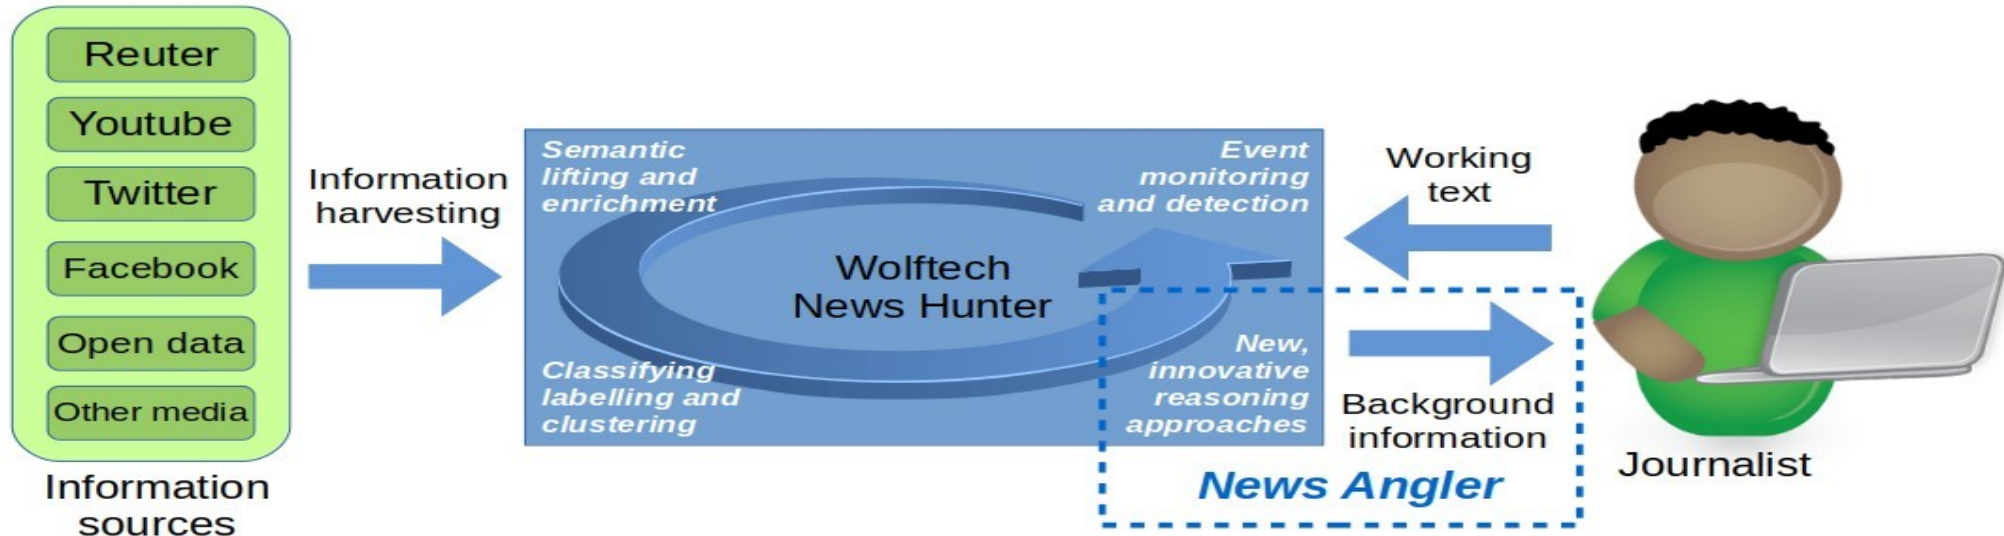 Reuter
Youtube
Twitter
Facebook
Open data
Other media
Information
sources
Information
harvesting
Semantic
lifting and
enrichment
Event
monitoring
and detection
Wolftech
News Hunter
Classifying
labelling and
clustering
New,
innovative
reasoning
approaches
Working
text
Background
information
News Angler
Journalist